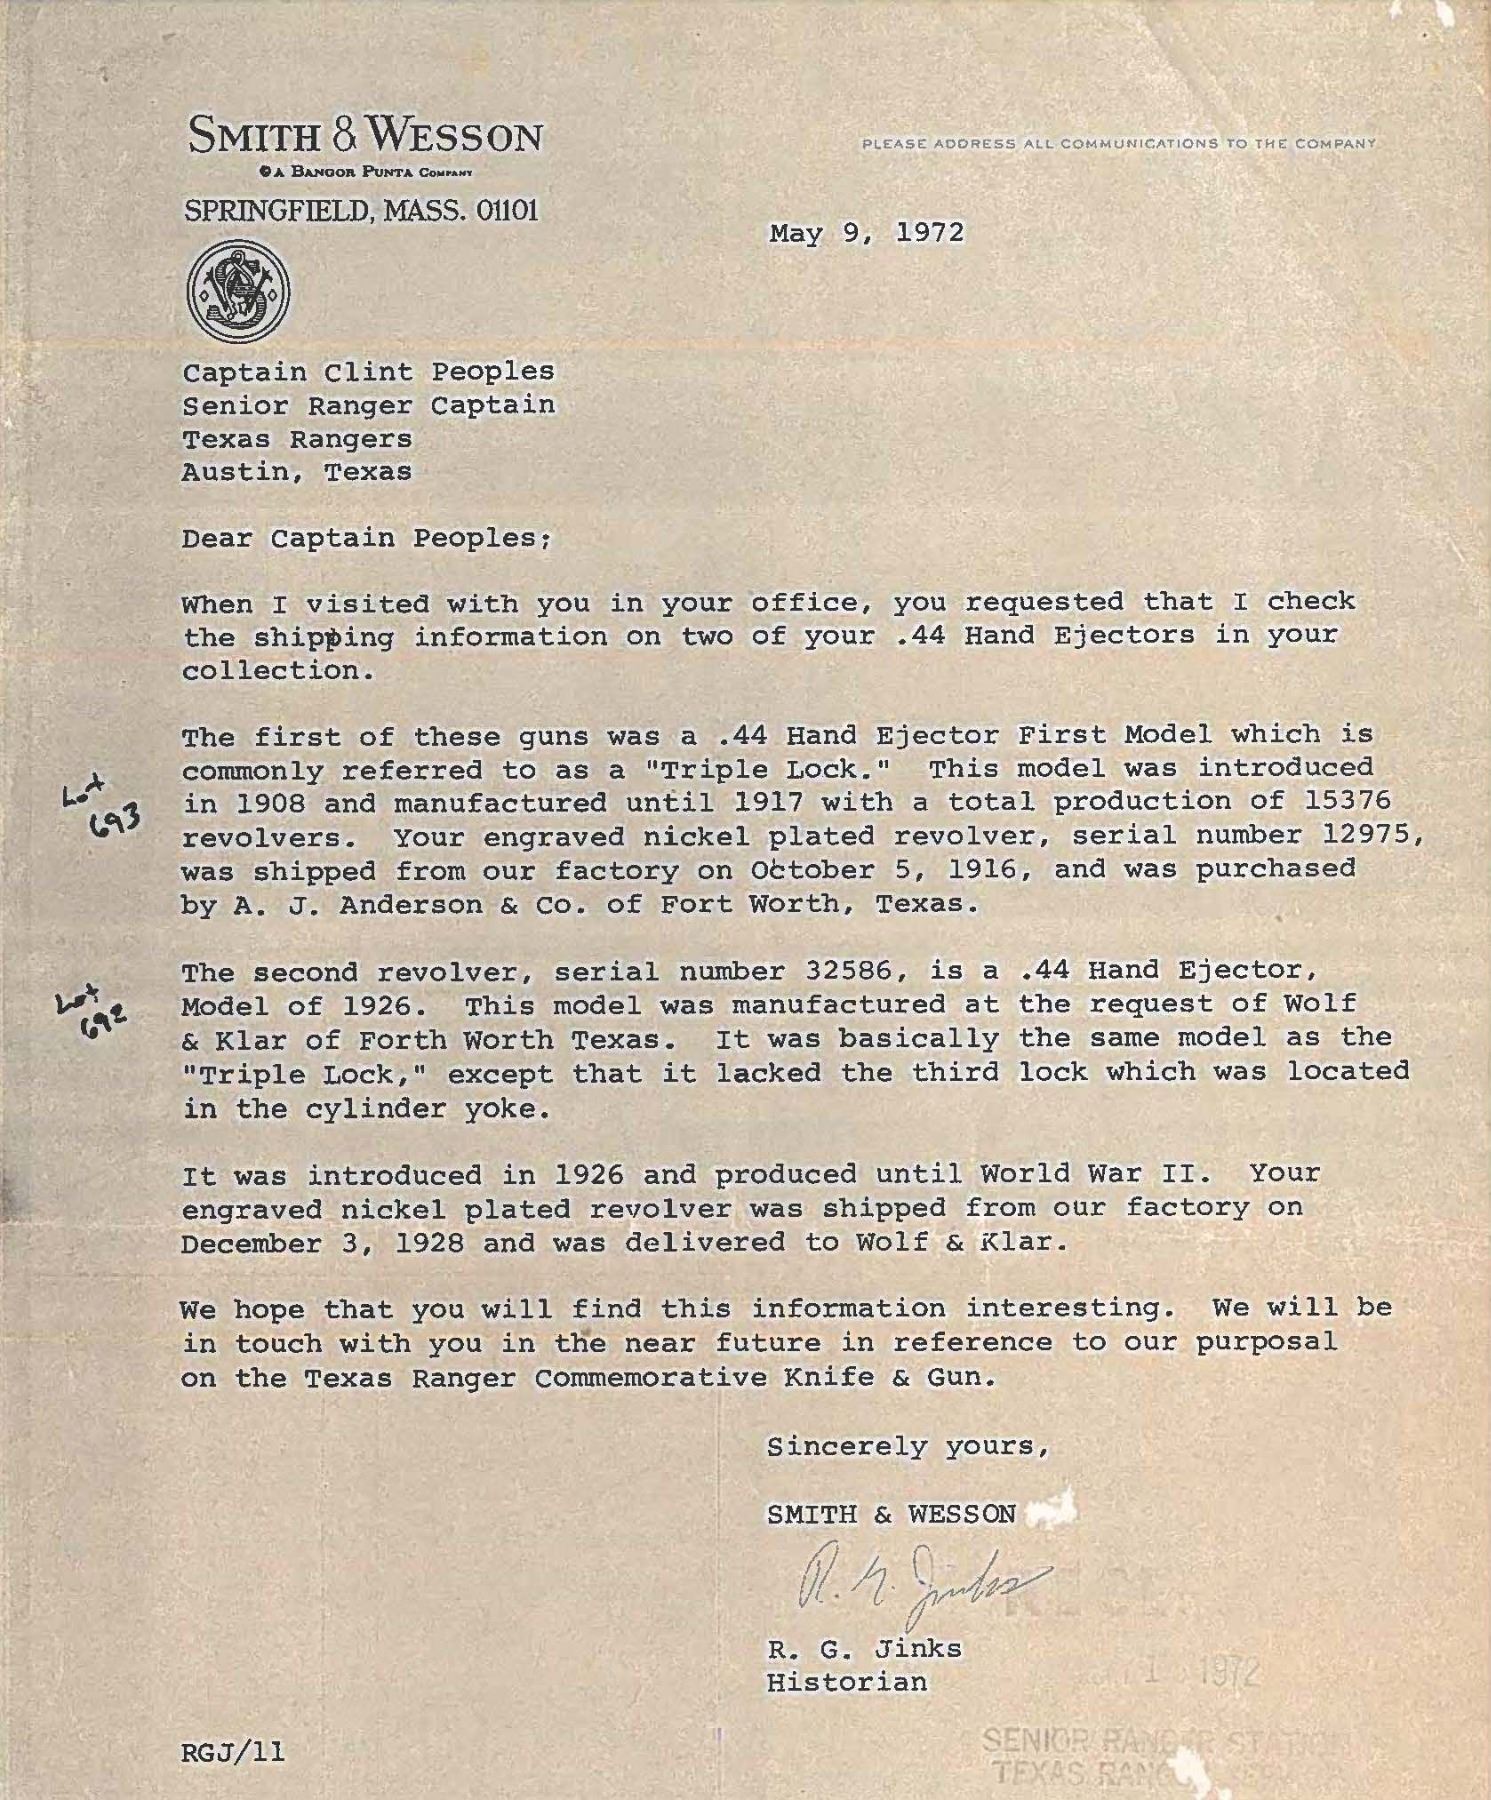 SMITH & WESSON
A BANGOR PUNTA COMPANY
SPRINGFIELD, MASS. 01101
PLEASE ADDRESS ALL COMMUNICATIONS TO THE COMPANY
May 9, 1972
Captain Clint Peoples
Senior Ranger Captain
Texas Rangers
Austin, Texas
Dear Captain Peoples;
When I visited with you in your office, you requested that I check
the shipping information on two of your .44 Hand Ejectors in your
collection.
Lot
693
The first of these guns was a .44 Hand Ejector First Model which is
commonly referred to as a "Triple Lock." This model was introduced
in 1908 and manufactured until 1917 with a total production of 15376
revolvers. Your engraved nickel plated revolver, serial number 12975,
was shipped from our factory on October 5, 1916, and was purchased
by A. J. Anderson & Co. of Fort Worth, Texas.
Lot
692
The second revolver, serial number 32586, is a .44 Hand Ejector,
Model of 1926. This model was manufactured at the request of Wolf
& Klar of Forth Worth Texas. It was basically the same model as the
"Triple Lock," except that it lacked the third lock which was located
in the cylinder yoke.
It was introduced in 1926 and produced until World War II. Your
engraved nickel plated revolver was shipped from our factory on
December 3, 1928 and was delivered to Wolf & Klar.
We hope that you will find this information interesting. We will be
in touch with you in the near future in reference to our purposal
on the Texas Ranger Commemorative Knife & Gun.
Sincerely yours,
SMITH & WESSON
R. G. Jinks
R. G. Jinks
Historian
1972
SENIOR RANGER
TEXAS
RGJ/11